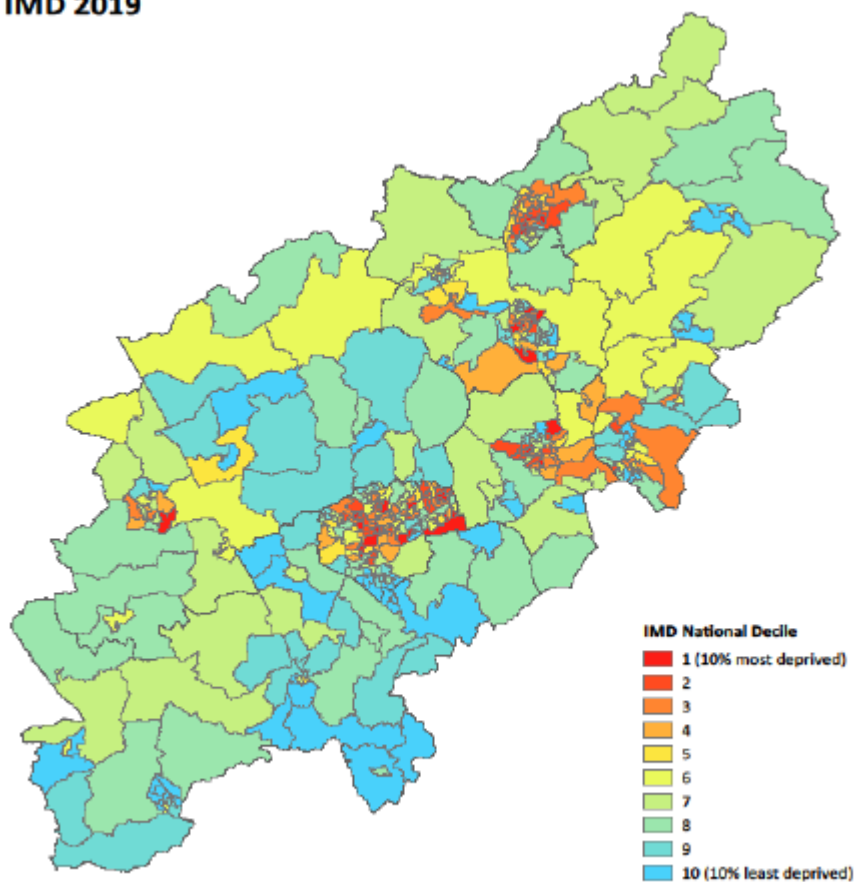 IMD 2019
IMD National Decile
1 (10% most deprived)
2
3
4
5
6
7
8
9
10 (10% least deprived)